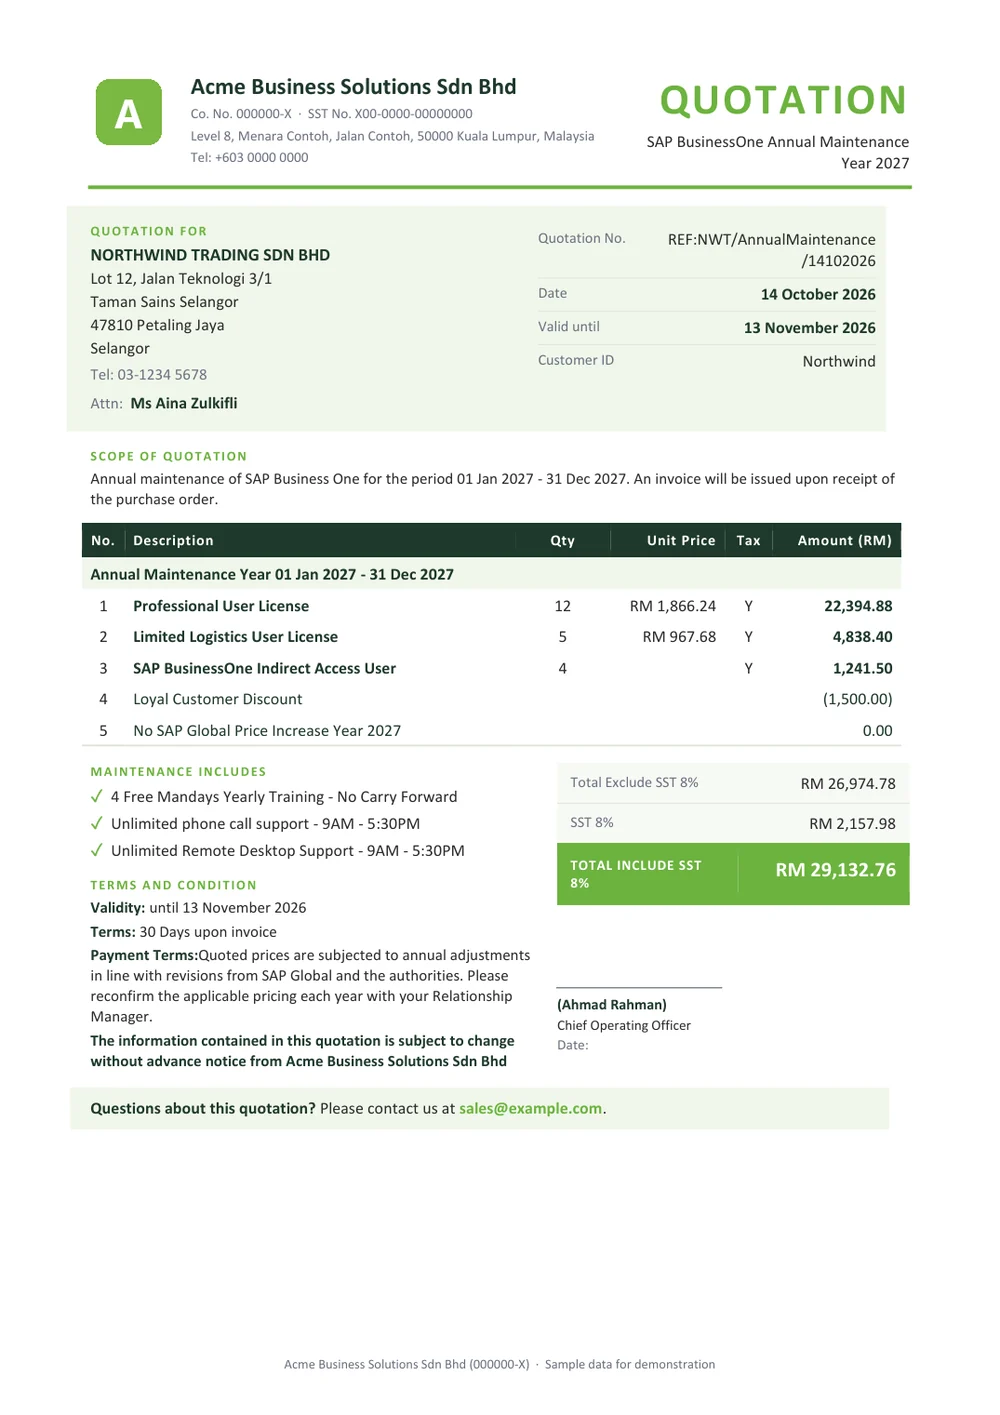 A
Acme Business Solutions Sdn Bhd
Co. No. 000000-X · SST No. X00-0000-00000000
Level 8, Menara Contoh, Jalan Contoh, 50000 Kuala Lumpur, Malaysia
Tel: +603 0000 0000
QUOTATION
SAP BusinessOne Annual Maintenance
Year 2027
QUOTATION FOR
NORTHWIND TRADING SDN BHD
Lot 12, Jalan Teknologi 3/1
Taman Sains Selangor
47810 Petaling Jaya
Selangor
Tel: 03-1234 5678
Attn: Ms Aina Zulkifli
Quotation No. REF:NWT/AnnualMaintenance
/14102026
Date 14 October 2026
Valid until 13 November 2026
Customer ID Northwind
SCOPE OF QUOTATION
Annual maintenance of SAP Business One for the period 01 Jan 2027 - 31 Dec 2027. An invoice will be issued upon receipt of
the purchase order.
No. Description Qty Unit Price Tax Amount (RM)
Annual Maintenance Year 01 Jan 2027 - 31 Dec 2027
1 Professional User License 12 RM 1,866.24 Y 22,394.88
2 Limited Logistics User License 5 RM 967.68 Y 4,838.40
3 SAP BusinessOne Indirect Access User 4 Y 1,241.50
4 Loyal Customer Discount (1,500.00)
5 No SAP Global Price Increase Year 2027 0.00
MAINTENANCE INCLUDES
✓ 4 Free Mandays Yearly Training - No Carry Forward
✓ Unlimited phone call support - 9AM - 5:30PM
✓ Unlimited Remote Desktop Support - 9AM - 5:30PM
TERMS AND CONDITION
Validity: until 13 November 2026
Terms: 30 Days upon invoice
Payment Terms:Quoted prices are subjected to annual adjustments
in line with revisions from SAP Global and the authorities. Please
reconfirm the applicable pricing each year with your Relationship
Manager.
The information contained in this quotation is subject to change
without advance notice from Acme Business Solutions Sdn Bhd
Total Exclude SST 8% RM 26,974.78
SST 8% RM 2,157.98
TOTAL INCLUDE SST
8% RM 29,132.76
(Ahmad Rahman)
Chief Operating Officer
Date:
Questions about this quotation? Please contact us at sales@example.com.
Acme Business Solutions Sdn Bhd (000000-X) · Sample data for demonstration